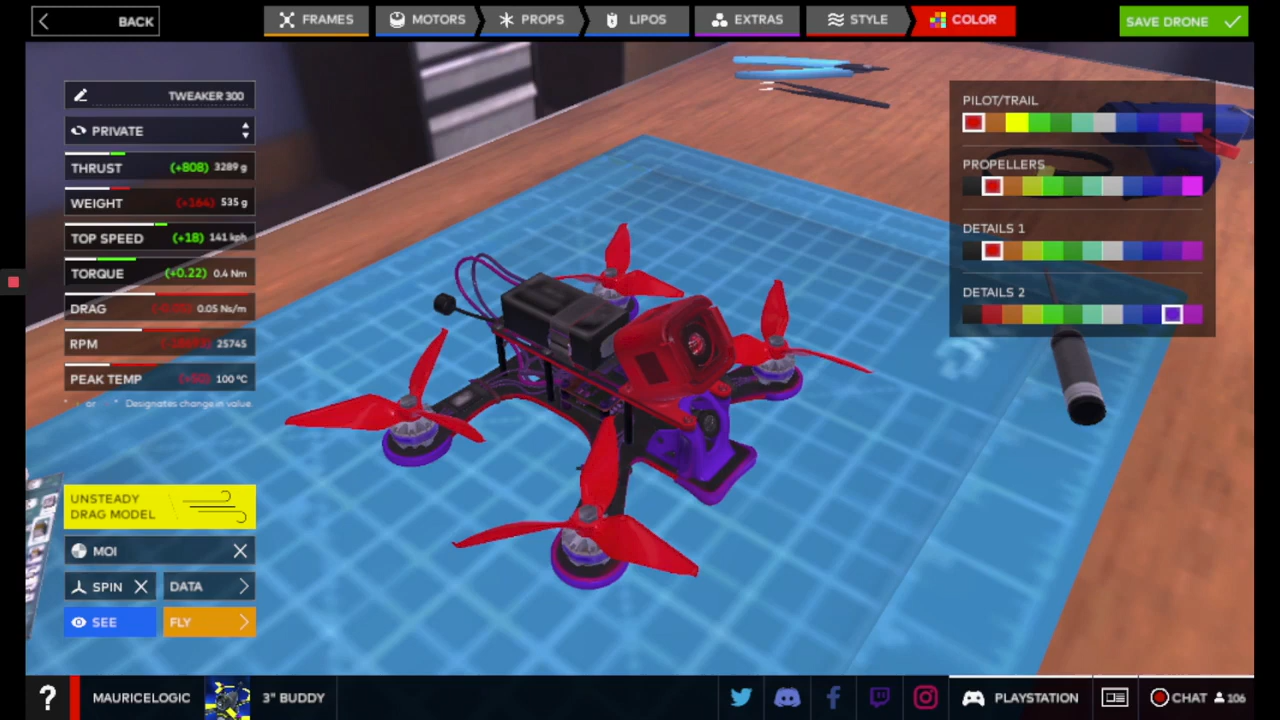 BACK
FRAMES
MOTORS
PROPS
LIPOS
EXTRAS
STYLE
COLOR
SAVE DRONE
TWEAKER 300
PRIVATE
THRUST (+808) 3289 g
WEIGHT (+164) 535 g
TOP SPEED (+18) 141 kph
TORQUE (+0.22) 0.4 Nm
DRAG 0.05 Ns/m
RPM 25745
PEAK TEMP 100 °C
Designates change in value.
UNSTEADY
DRAG MODEL
MOI
SPIN
DATA
SEE
FLY
PILOT/TRAIL
PROPELLERS
DETAILS 1
DETAILS 2
?
MAURICELOGIC
3" BUDDY
PLAYSTATION
CHAT 106